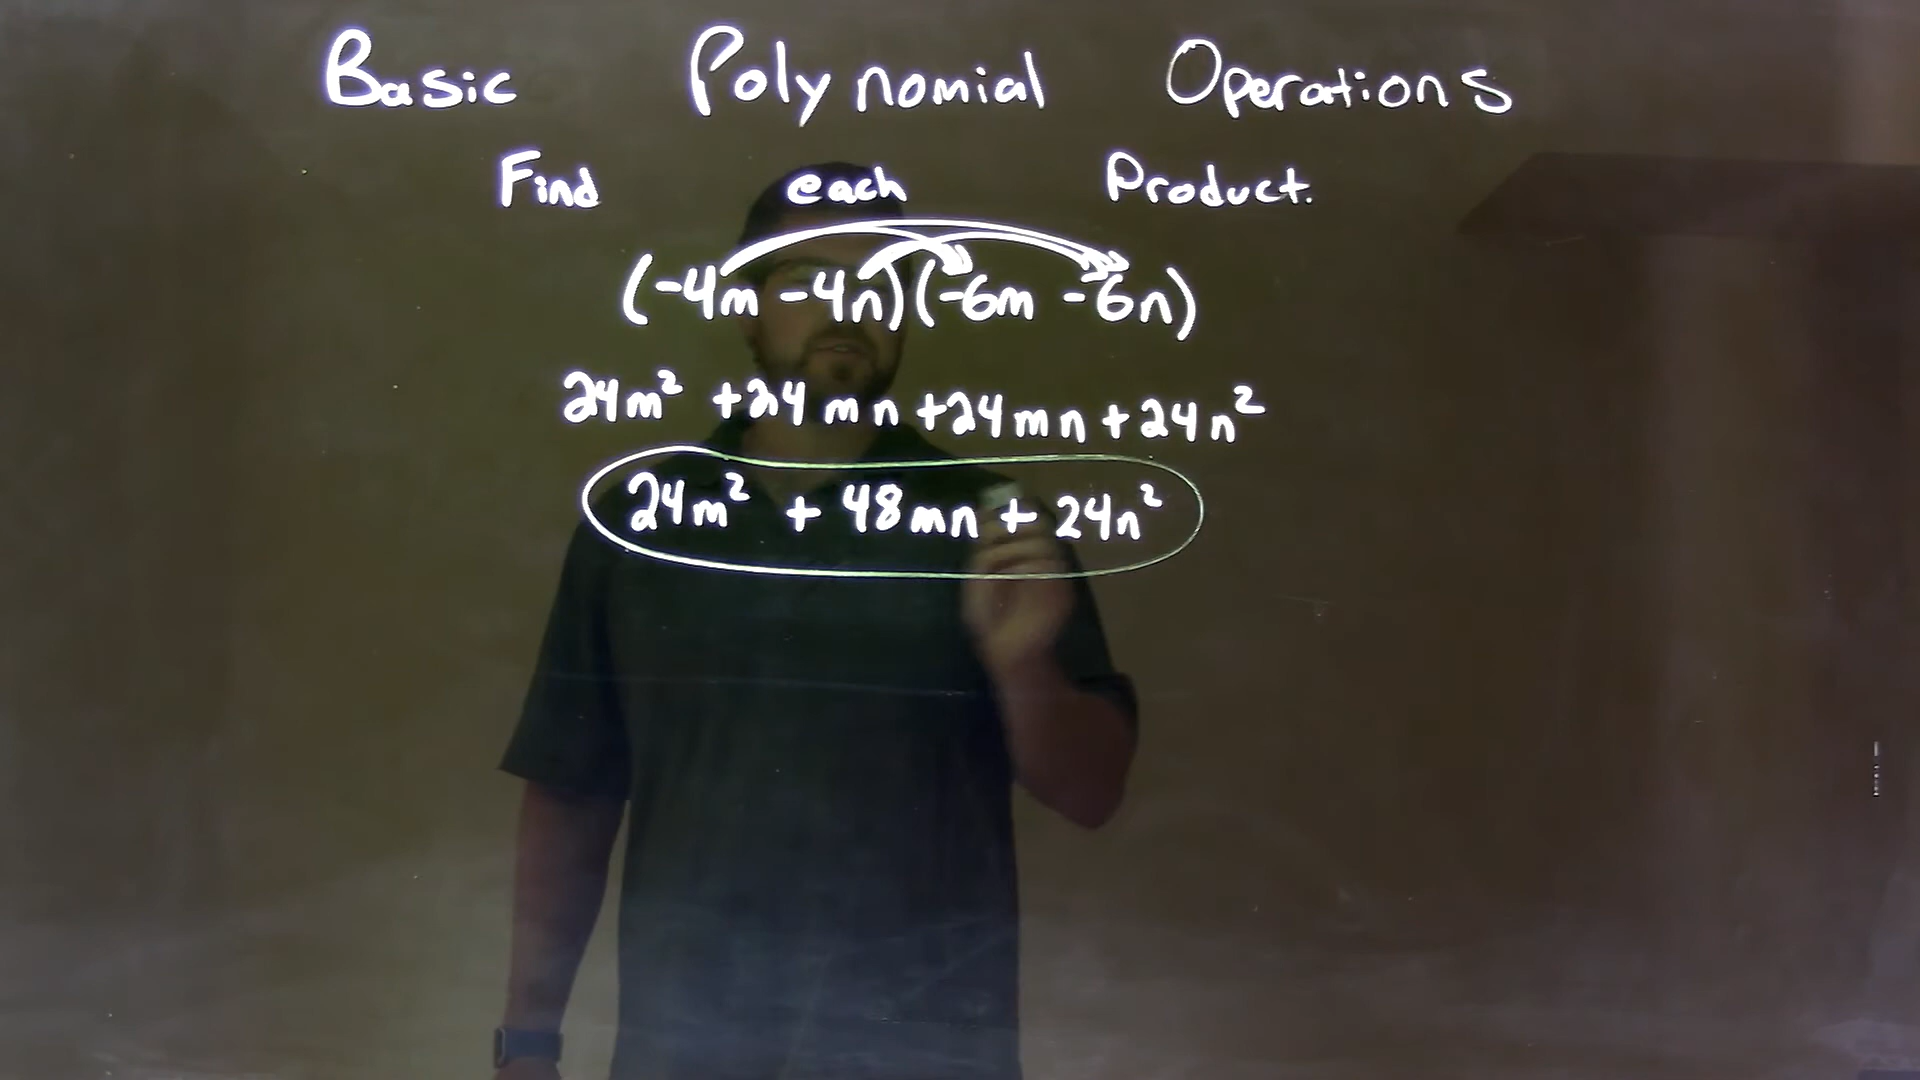 Basic Polynomial Operations
Find each Product.
(-4m -4n)(-6m -6n)
24m² +24mn +24mn +24n²
24m² + 48mn + 24n²